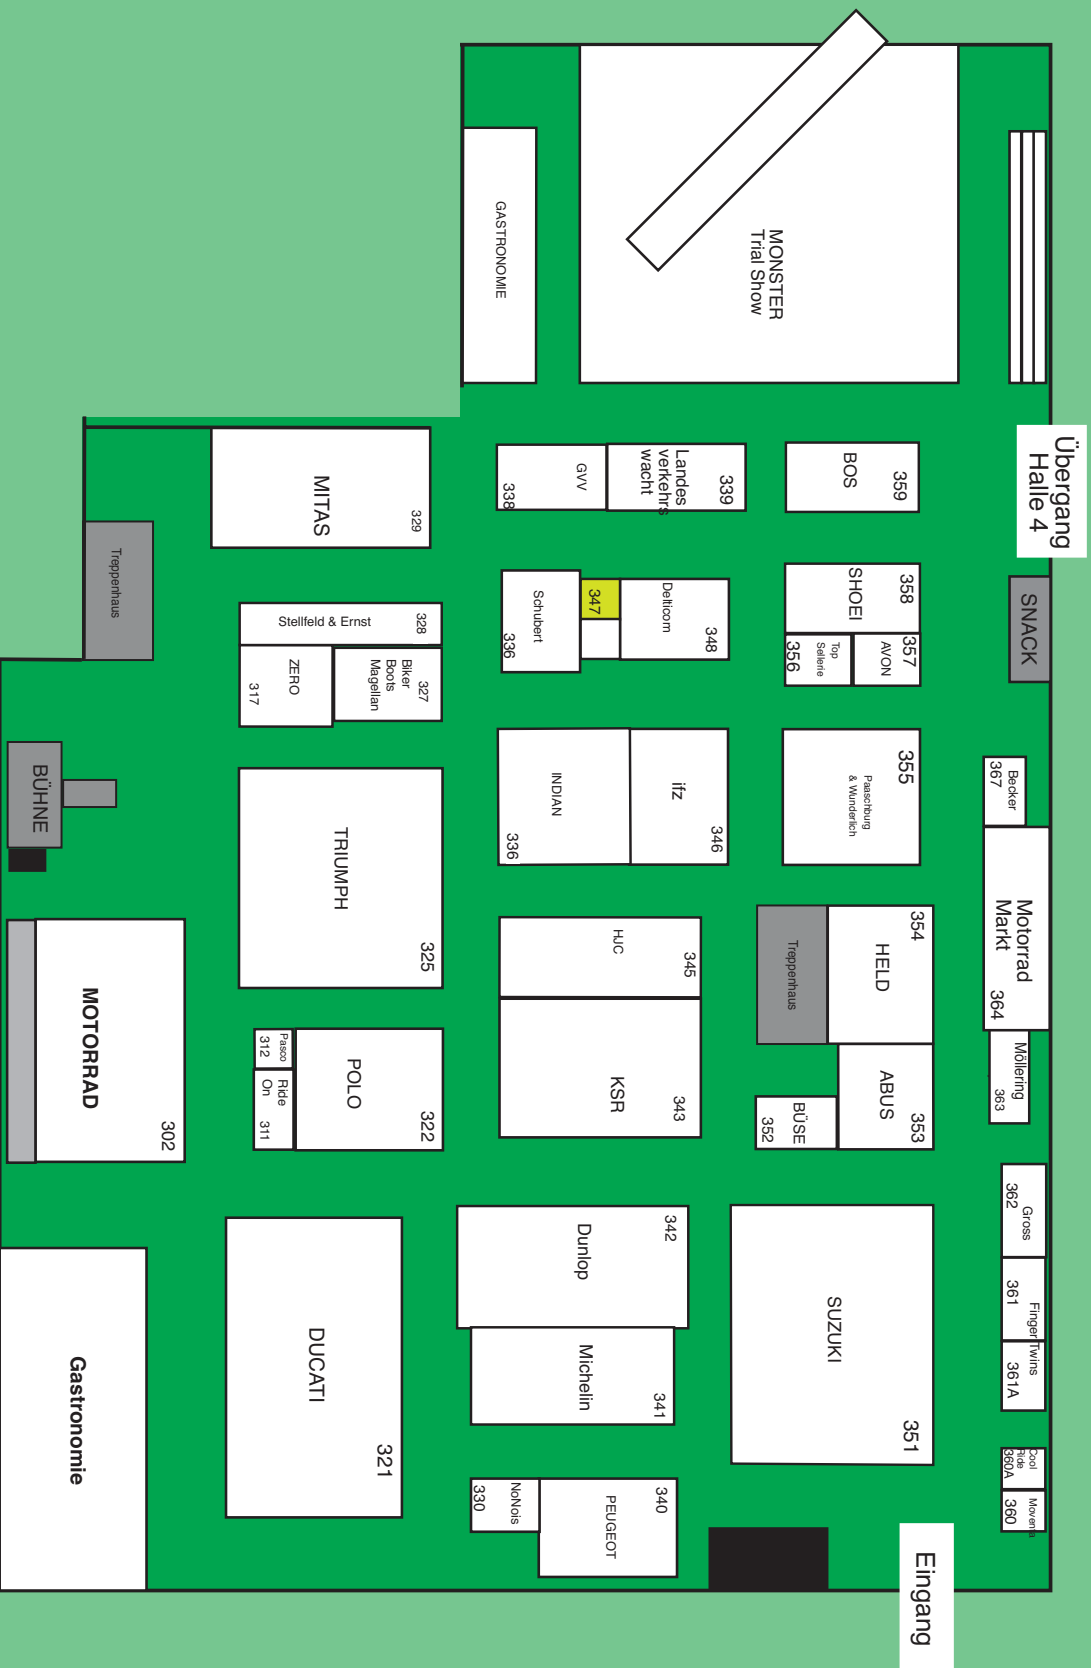 MONSTER
Trial Show
GASTRONOMIE
Übergang
Halle 4
BOS
359
Landes
verkehrs
wacht
339
GVV
338
MITAS
329
Treppenhaus
SNACK
SHOEI
358
AVON
357
Top
Sellerie
356
Delticom
348
347
Schubert
336
Stellfeld & Ernst
328
Biker
Boots
Magellan
327
ZERO
317
BÜHNE
Becker
367
Paaschburg
& Wunderlich
355
ifz
346
INDIAN
336
TRIUMPH
325
Motorrad
Markt
364
HELD
354
Treppenhaus
HJC
345
KSR
343
MOTORRAD
302
Möllering
363
ABUS
353
BÜSE
352
POLO
322
Pasco
312
Ride
On
311
Gross
362
Finger Twins
361
361A
Cool
Ride
360A
Moventa
360
SUZUKI
351
Dunlop
342
Michelin
341
DUCATI
321
Gastronomie
PEUGEOT
340
NoNois
330
Eingang